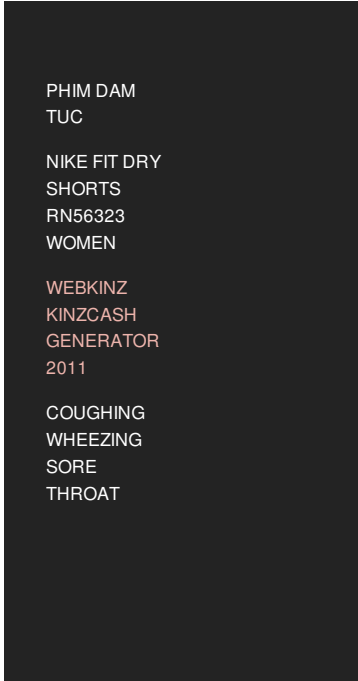 PHIM DAM
TUC
NIKE FIT DRY
SHORTS
RN56323
WOMEN
WEBKINZ
KINZCASH
GENERATOR
2011
COUGHING
WHEEZING
SORE
THROAT